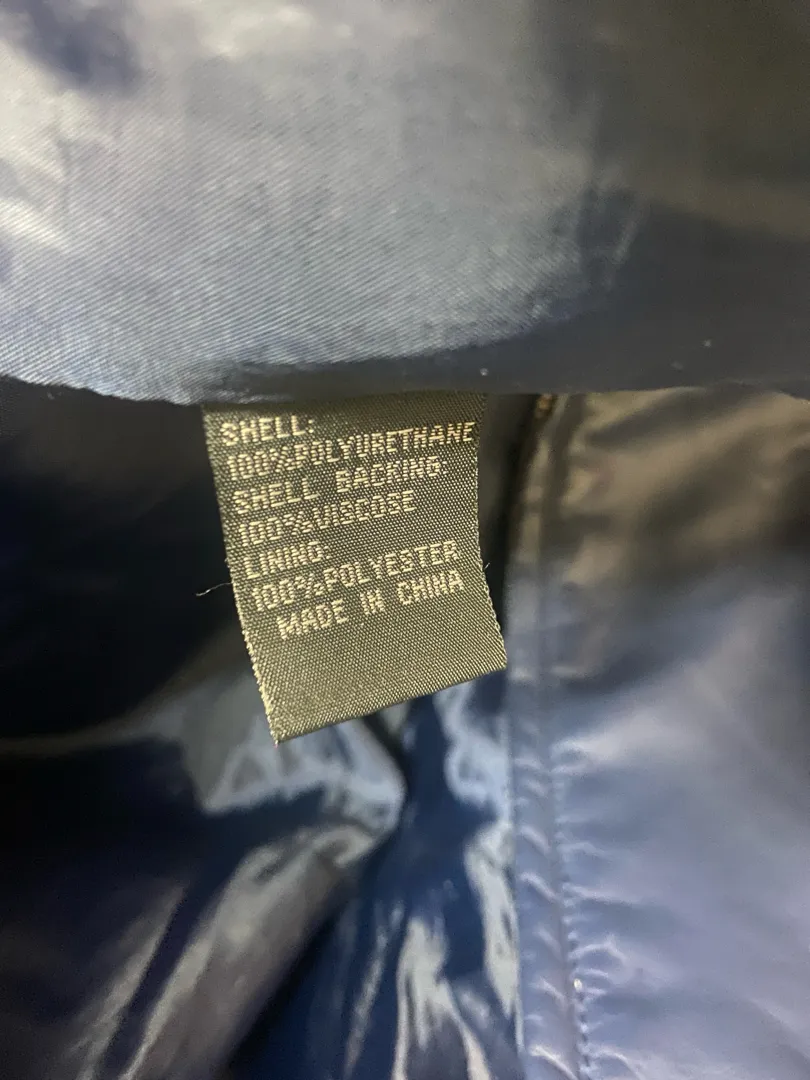 SHELL:
100%POLYURETHANE
SHELL BACKING:
100%VISCOSE
LINING:
100%POLYESTER
MADE IN CHINA